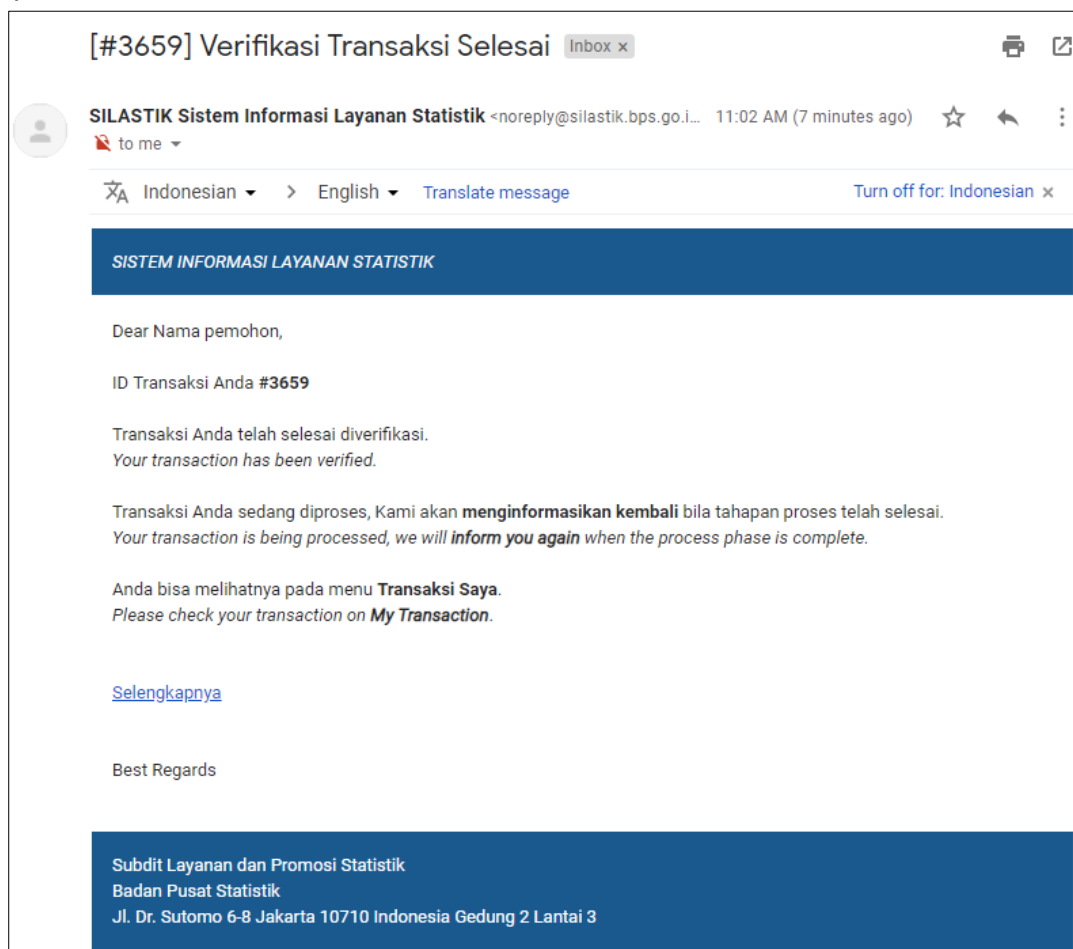 [#3659] Verifikasi Transaksi Selesai Inbox x
SILASTIK Sistem Informasi Layanan Statistik <noreply@silastik.bps.go.i... 11:02 AM (7 minutes ago)
to me
Indonesian > English Translate message Turn off for: Indonesian x
SISTEM INFORMASI LAYANAN STATISTIK
Dear Nama pemohon,
ID Transaksi Anda #3659
Transaksi Anda telah selesai diverifikasi.
Your transaction has been verified.
Transaksi Anda sedang diproses, Kami akan menginformasikan kembali bila tahapan proses telah selesai.
Your transaction is being processed, we will inform you again when the process phase is complete.
Anda bisa melihatnya pada menu Transaksi Saya.
Please check your transaction on My Transaction.
Selengkapnya
Best Regards
Subdit Layanan dan Promosi Statistik
Badan Pusat Statistik
Jl. Dr. Sutomo 6-8 Jakarta 10710 Indonesia Gedung 2 Lantai 3